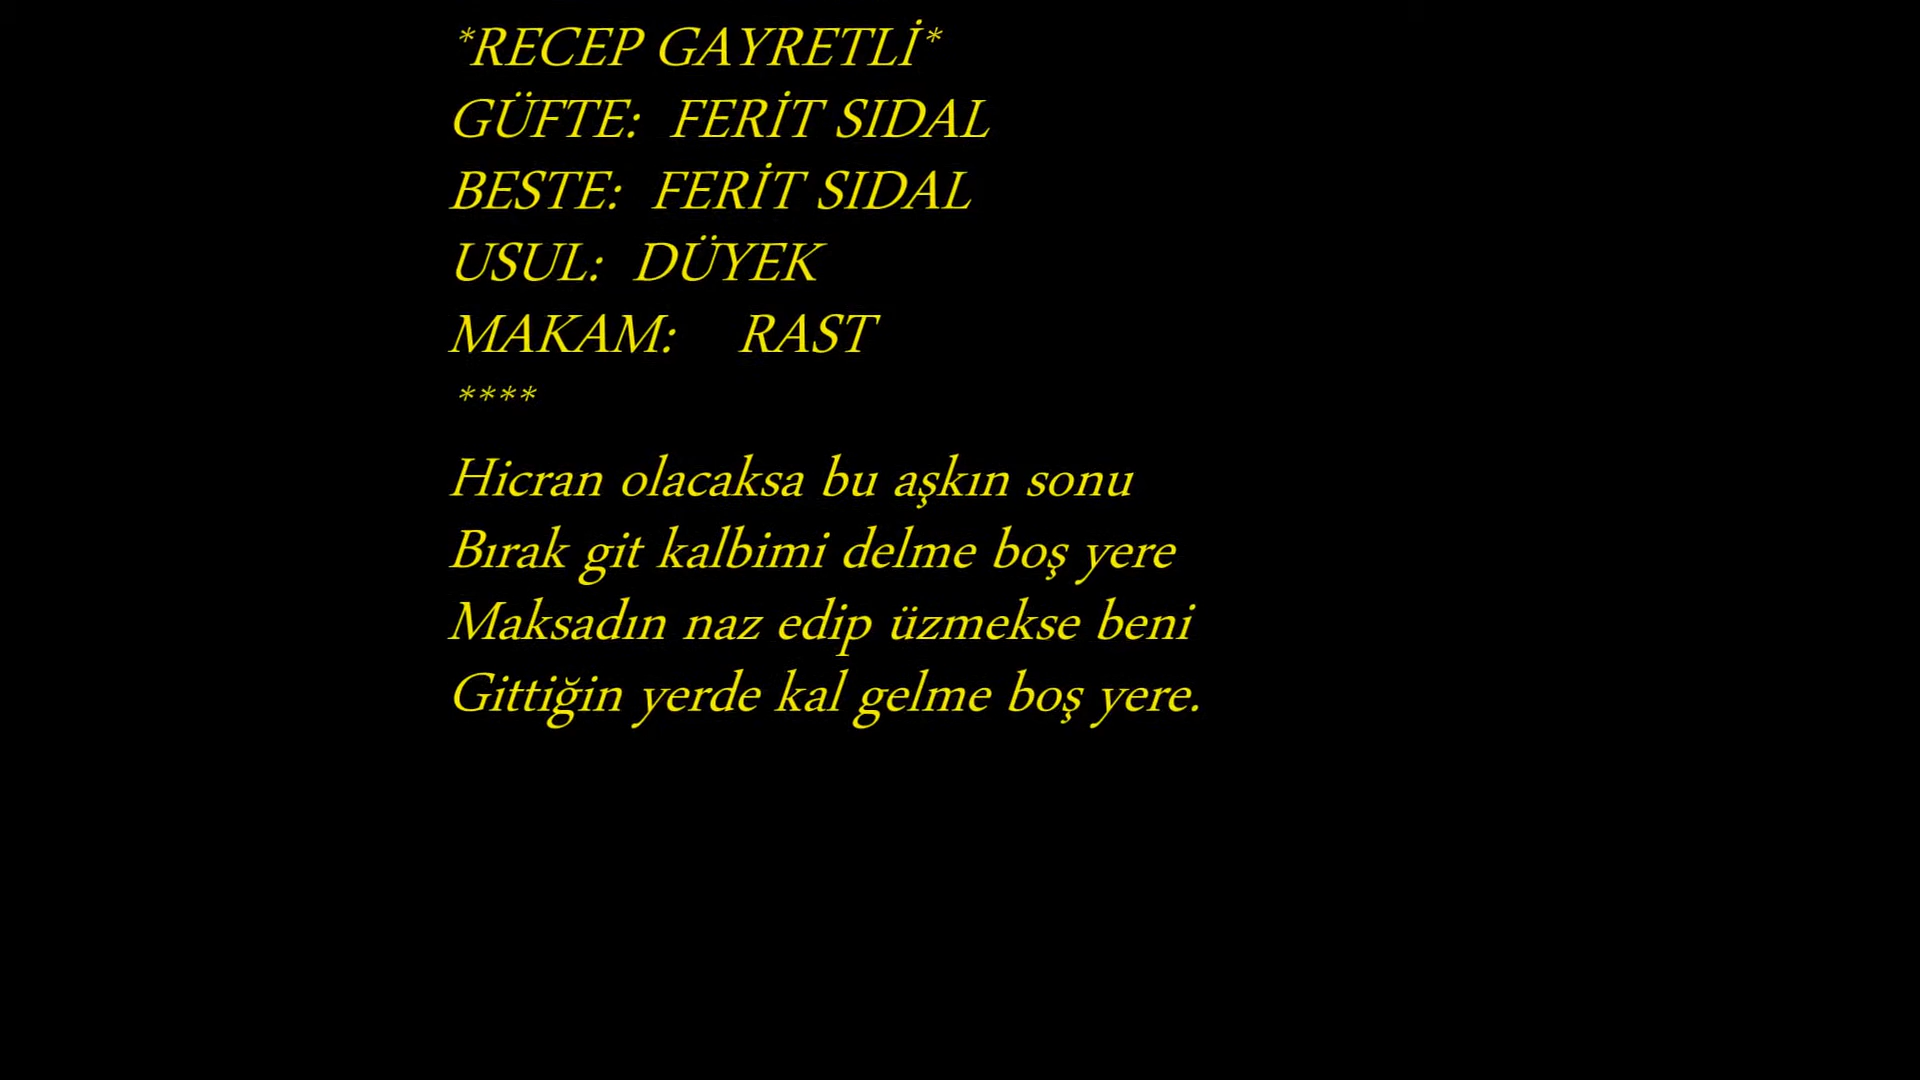 *RECEP GAYRETLİ*
GÜFTE: FERİT SIDAL
BESTE: FERİT SIDAL
USUL: DÜYEK
MAKAM: RAST
****
Hicran olacaksa bu aşkın sonu
Bırak git kalbimi delme boş yere
Maksadın naz edip üzmekse beni
Gittiğin yerde kal gelme boş yere.